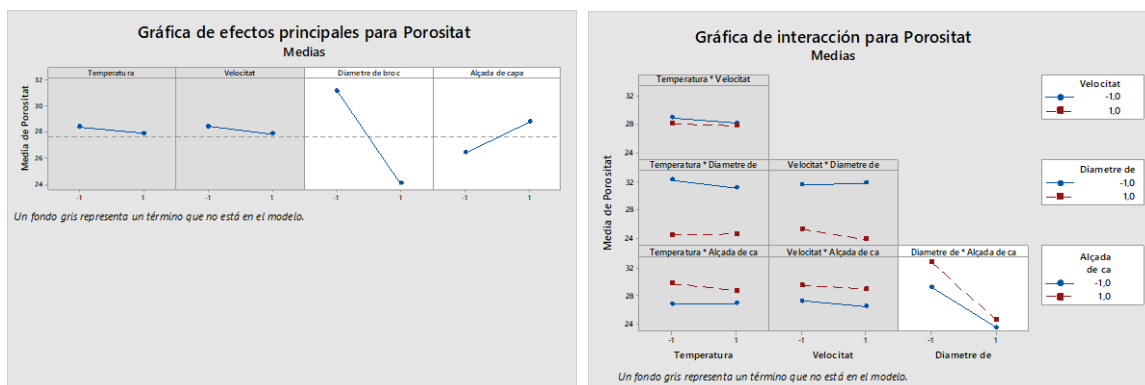 Gráfica de efectos principales para Porositat
Medias
Temperatura Velocitat Diametre de broc Alçada de capa
Media de Porositat
32
30
28
26
24
-1 1 -1 1 -1 1 -1 1
Un fondo gris representa un término que no está en el modelo.
Gráfica de interacción para Porositat
Medias
Temperatura * Velocitat
32
28
24
Velocitat
-1,0
1,0
Temperatura * Diametre de Velocitat * Diametre de
32
28
24
Diametre de
-1,0
1,0
Media de Porositat
Temperatura * Alçada de ca Velocitat * Alçada de ca Diametre de * Alçada de ca
32
28
24
Alçada
de ca
-1,0
1,0
-1 1 -1 1 -1 1
Temperatura Velocitat Diametre de
Un fondo gris representa un término que no está en el modelo.